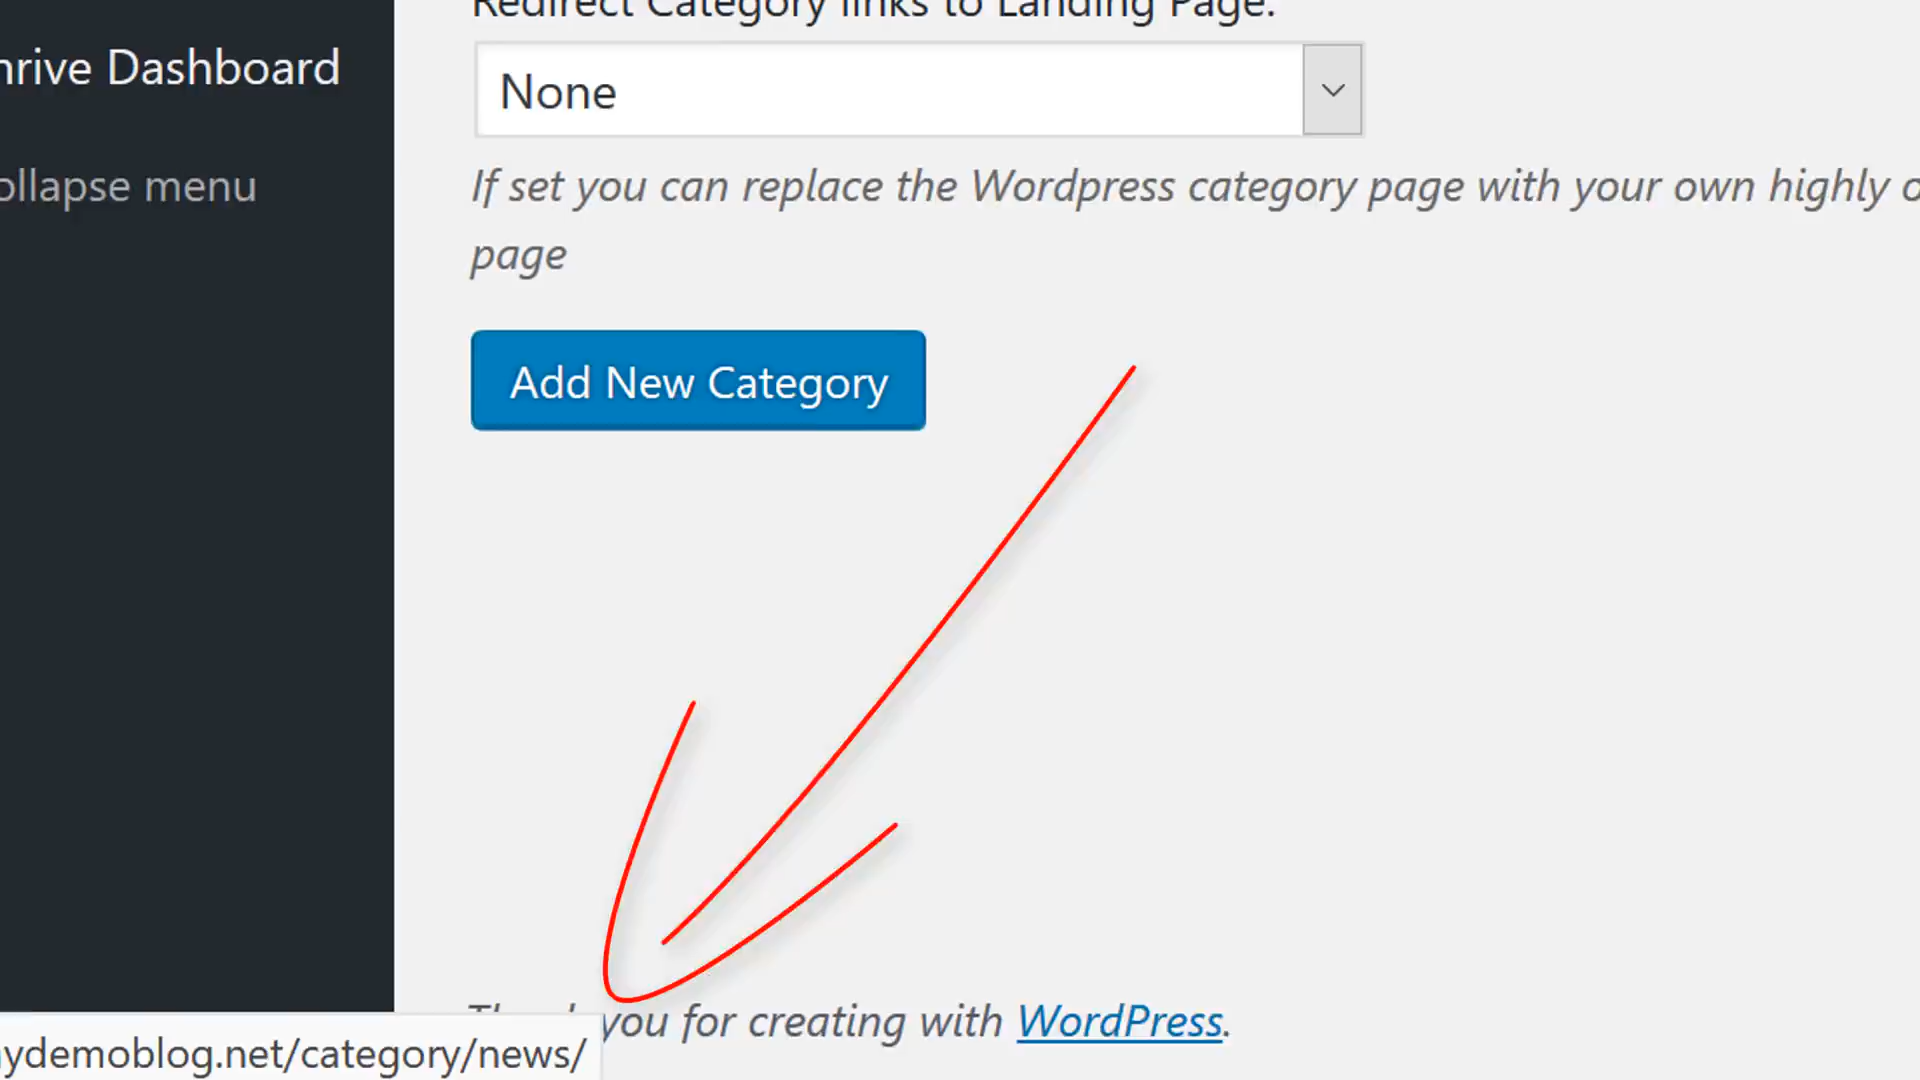 Redirect Category links to Landing Page:
hrive Dashboard
None
ollapse menu
If set you can replace the Wordpress category page with your own highly o
page
Add New Category
Thank you for creating with WordPress.
ydemoblog.net/category/news/